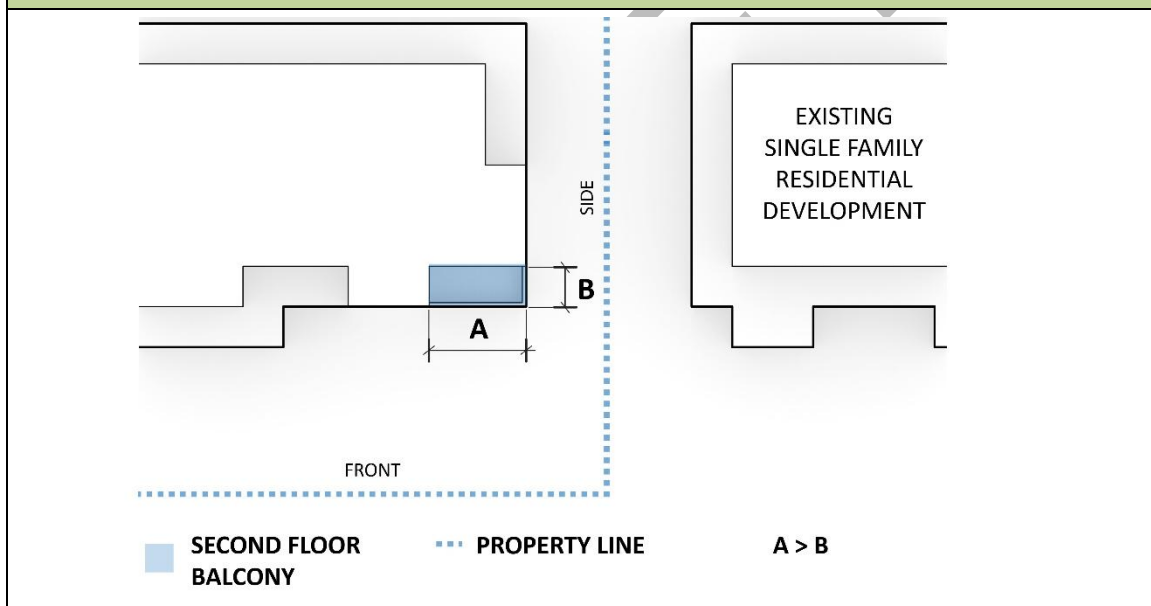 EXISTING
SINGLE FAMILY
RESIDENTIAL
DEVELOPMENT
SIDE
B
A
FRONT
SECOND FLOOR
BALCONY
PROPERTY LINE
A > B